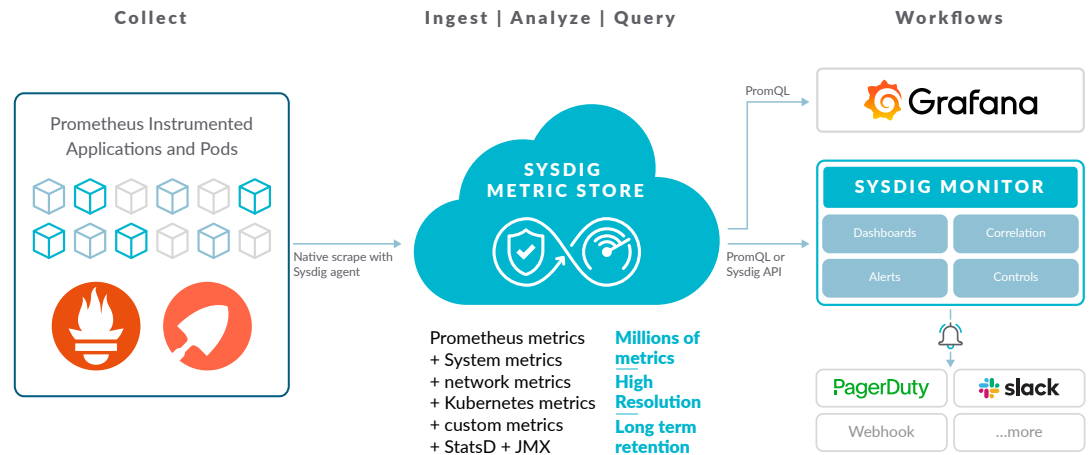 Collect
Ingest | Analyze | Query
Workflows
Prometheus Instrumented
Applications and Pods
Native scrape with
Sysdig agent
SYSDIG
METRIC STORE
Prometheus metrics
+ System metrics
+ network metrics
+ Kubernetes metrics
+ custom metrics
+ StatsD + JMX
Millions of
metrics
High
Resolution
Long term
retention
PromQL
PromQL or
Sysdig API
Grafana
SYSDIG MONITOR
Dashboards
Correlation
Alerts
Controls
PagerDuty
slack
Webhook
...more